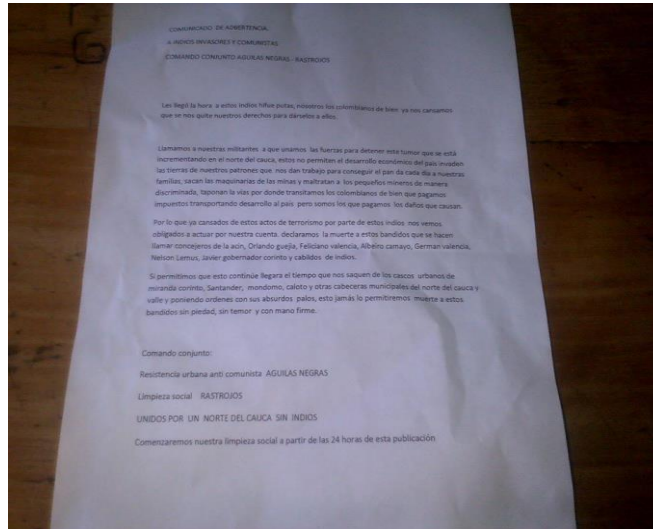 COMUNICADO DE ADVERTENCIA
A INDIOS INVASORES Y COMUNISTAS
COMANDO CONJUNTO AGUILAS NEGRAS - RASTROJOS
Les llegó la hora a estos indios hifue putas, nosotros los colombianos de bien ya nos cansamos
que se nos quite nuestros derechos para dárselos a ellos.
Llamamos a nuestras militantes a que unamos las fuerzas para detener este tumor que se está
incrementando en el norte del cauca, estos no permiten el desarrollo económico del país invaden
las tierras de nuestros patrones que nos dan trabajo para conseguir el pan da cada día a nuestras
familias, sacan las maquinarias de las minas y maltratan a los pequeños mineros de manera
discriminada, taponan la vías por donde transitamos los colombianos de bien que pagamos
impuestos transportando desarrollo al país pero somos los que pagamos los daños que causan.
Por lo que ya cansados de estos actos de terrorismo por parte de estos indios nos vemos
obligados a actuar por nuestra cuenta, declaramos la muerte a estos bandidos que se hacen
llamar concejeros de la acin, Orlando guejia, Feliciano valencia, Albeiro camayo, German valencia,
Nelson Lemus, Javier gobernador corinto y cabildos de indios.
Si permitimos que esto continúe llegara el tiempo que nos saquen de los cascos urbanos de
miranda corinto, Santander, mondomo, caloto y otras cabeceras municipales del norte del cauca y
valle y poniendo ordenes con sus absurdos palos, esto jamás lo permitiremos muerte a estos
bandidos sin piedad, sin temor y con mano firme.
Comando conjunto:
Resistencia urbana anti comunista AGUILAS NEGRAS
Limpieza social RASTROJOS
UNIDOS POR UN NORTE DEL CAUCA SIN INDIOS
Comenzaremos nuestra limpieza social a partir de las 24 horas de esta publicación